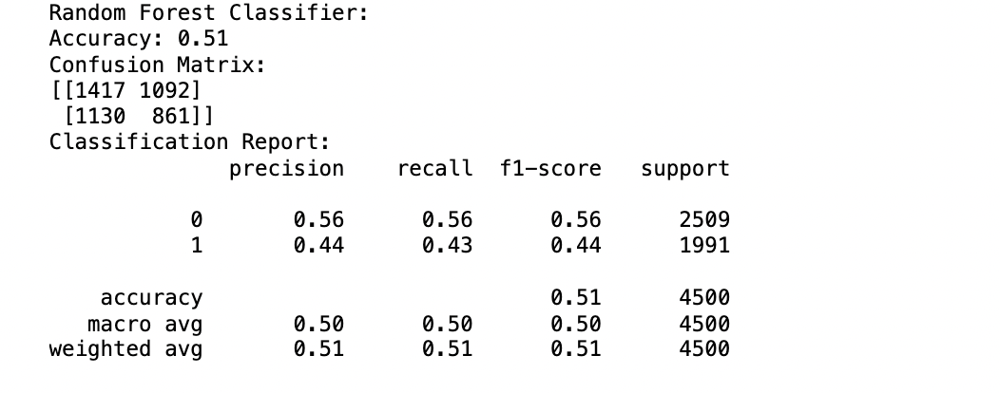 Random Forest Classifier:
Accuracy: 0.51
Confusion Matrix:
[[1417 1092]
 [1130  861]]
Classification Report:
              precision    recall  f1-score   support

           0       0.56      0.56      0.56      2509
           1       0.44      0.43      0.44      1991

    accuracy                           0.51      4500
   macro avg       0.50      0.50      0.50      4500
weighted avg       0.51      0.51      0.51      4500